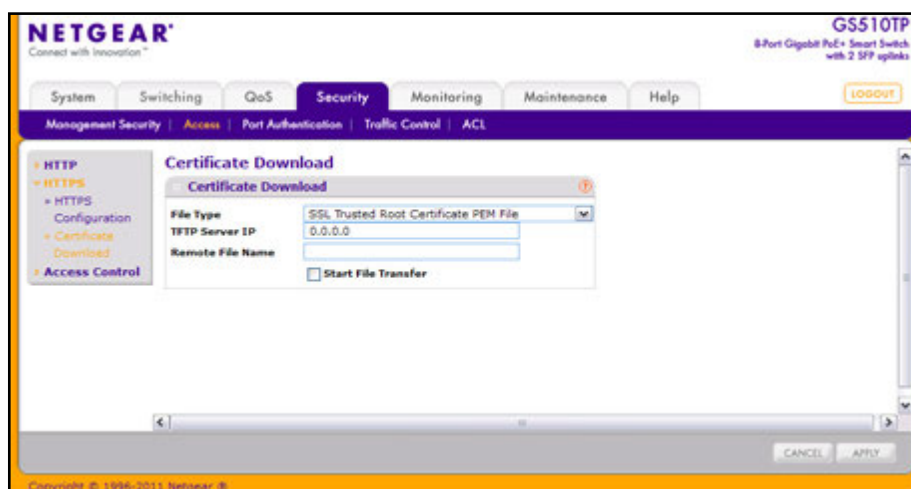 NETGEAR®
Connect with Innovation™
GS510TP
8-Port Gigabit PoE+ Smart Switch
with 2 SFP uplinks
System Switching QoS Security Monitoring Maintenance Help LOGOUT
Management Security | Access | Port Authentication | Traffic Control | ACL
HTTP
HTTPS
HTTPS
Configuration
Certificate
Download
Access Control
Certificate Download
Certificate Download
File Type SSL Trusted Root Certificate PEM File
TFTP Server IP 0.0.0.0
Remote File Name
Start File Transfer
CANCEL APPLY
Copyright © 1996-2011 Netgear ®